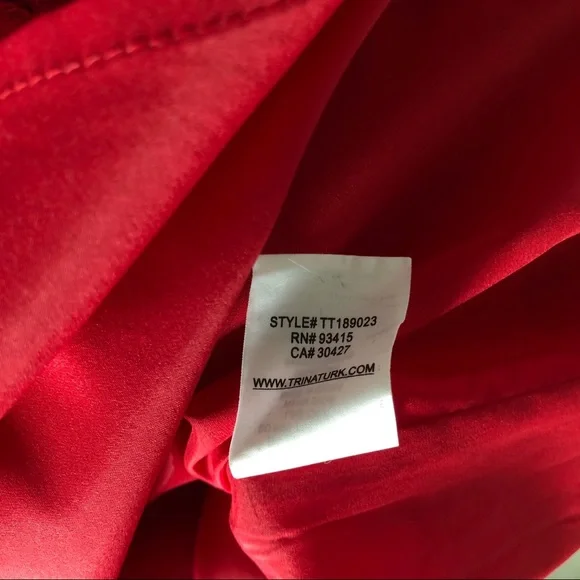 STYLE# TT189023
RN# 93415
CA# 30427
WWW.TRINATURK.COM